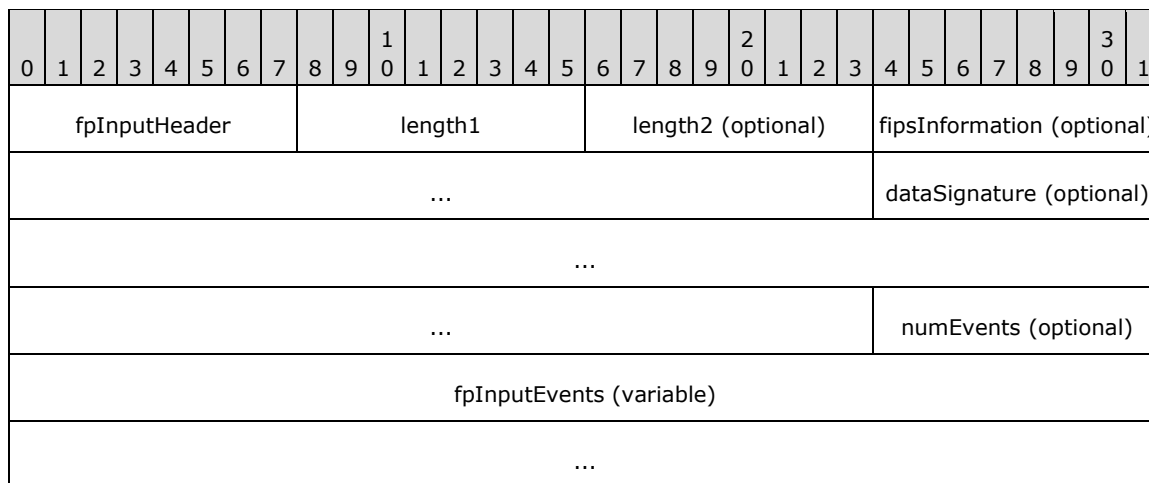 1 2 3
0 1 2 3 4 5 6 7 8 9 0 1 2 3 4 5 6 7 8 9 0 1 2 3 4 5 6 7 8 9 0 1
fpInputHeader length1 length2 (optional) fipsInformation (optional)
... dataSignature (optional)
...
... numEvents (optional)
fpInputEvents (variable)
...